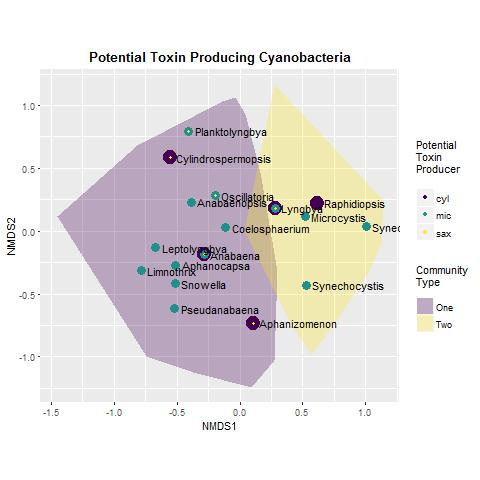 Potential Toxin Producing Cyanobacteria
1.0
0.5
0.0
-0.5
-1.0
NMDS2
-1.5
-1.0
-0.5
0.0
0.5
1.0
NMDS1
Planktolyngbya
Cylindrospermopsis
Oscillatoria
Anabaenopsis
Lyngbya
Raphidiopsis
Microcystis
Synec
Coelosphaerium
Leptolyngbya
Anabaena
Aphanocapsa
Limnothrix
Snowella
Synechocystis
Pseudanabaena
Aphanizomenon
Potential
Toxin
Producer
cyl
mic
sax
Community
Type
One
Two